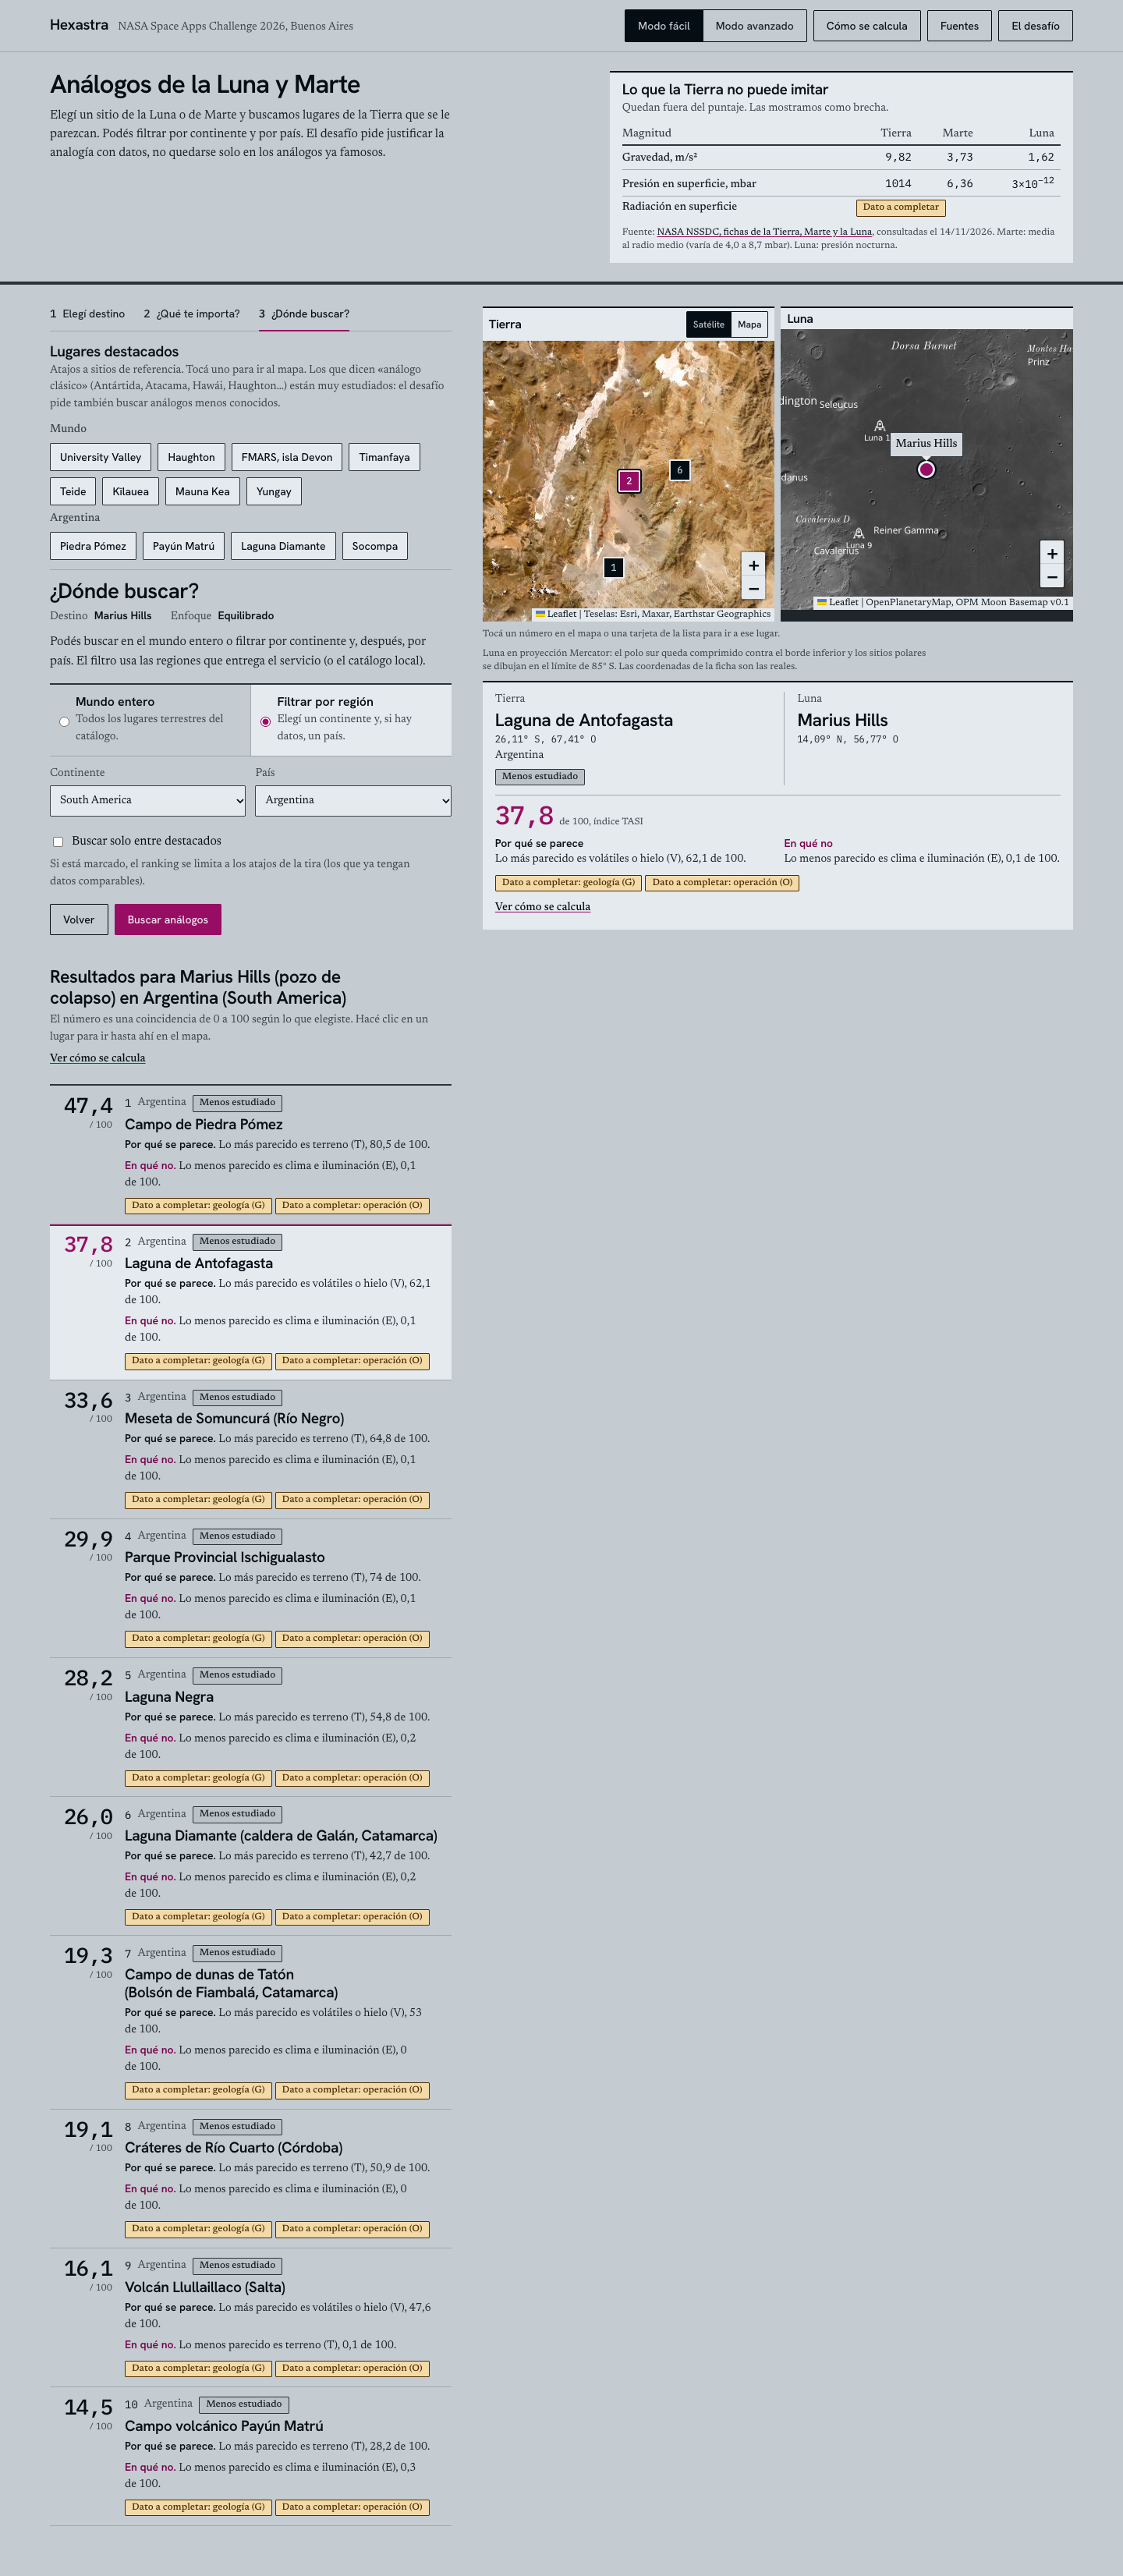 Hexastra NASA Space Apps Challenge 2026, Buenos Aires
Modo fácil Modo avanzado Cómo se calcula Fuentes El desafío
Análogos de la Luna y Marte
Elegí un sitio de la Luna o de Marte y buscamos lugares de la Tierra que se le
parezcan. Podés filtrar por continente y por país. El desafío pide justificar la
analogía con datos, no quedarse solo en los análogos ya famosos.
Lo que la Tierra no puede imitar
Quedan fuera del puntaje. Las mostramos como brecha.
Magnitud Tierra Marte Luna
Gravedad, m/s² 9,82 3,73 1,62
Presión en superficie, mbar 1014 6,36 3×10⁻¹²
Radiación en superficie Dato a completar
Fuente: NASA NSSDC, fichas de la Tierra, Marte y la Luna, consultadas el 14/11/2026. Marte: media
al radio medio (varía de 4,0 a 8,7 mbar). Luna: presión nocturna.
1 Elegí destino 2 ¿Qué te importa? 3 ¿Dónde buscar?
Lugares destacados
Atajos a sitios de referencia. Tocá uno para ir al mapa. Los que dicen «análogo
clásico» (Antártida, Atacama, Hawái, Haughton…) están muy estudiados: el desafío
pide también buscar análogos menos conocidos.
Mundo
University Valley Haughton FMARS, isla Devon Timanfaya
Teide Kīlauea Mauna Kea Yungay
Argentina
Piedra Pómez Payún Matrú Laguna Diamante Socompa
¿Dónde buscar?
Destino Marius Hills Enfoque Equilibrado
Podés buscar en el mundo entero o filtrar por continente y, después, por
país. El filtro usa las regiones que entrega el servicio (o el catálogo local).
Mundo entero
Todos los lugares terrestres del
catálogo.
Filtrar por región
Elegí un continente y, si hay
datos, un país.
Continente País
South America Argentina
Buscar solo entre destacados
Si está marcado, el ranking se limita a los atajos de la tira (los que ya tengan
datos comparables).
Volver Buscar análogos
Tierra Satélite Mapa
2
6
1
+
−
Leaflet | Teselas: Esri, Maxar, Earthstar Geographics
Luna
Dorsa Burnet
Montes Ha
Prinz
dington Seleucus
Luna 1
Marius Hills
danus
Cavalerius D
Reiner Gamma
Luna 9
Cavalerius
+
−
Leaflet | OpenPlanetaryMap, OPM Moon Basemap v0.1
Tocá un número en el mapa o una tarjeta de la lista para ir a ese lugar.
Luna en proyección Mercator: el polo sur queda comprimido contra el borde inferior y los sitios polares
se dibujan en el límite de 85° S. Las coordenadas de la ficha son las reales.
Tierra
Laguna de Antofagasta
26,11° S, 67,41° O
Argentina
Menos estudiado
Luna
Marius Hills
14,09° N, 56,77° O
37,8 de 100, índice TASI
Por qué se parece
Lo más parecido es volátiles o hielo (V), 62,1 de 100.
En qué no
Lo menos parecido es clima e iluminación (E), 0,1 de 100.
Dato a completar: geología (G) Dato a completar: operación (O)
Ver cómo se calcula
Resultados para Marius Hills (pozo de
colapso) en Argentina (South America)
El número es una coincidencia de 0 a 100 según lo que elegiste. Hacé clic en un
lugar para ir hasta ahí en el mapa.
Ver cómo se calcula
47,4 / 100
1 Argentina Menos estudiado
Campo de Piedra Pómez
Por qué se parece. Lo más parecido es terreno (T), 80,5 de 100.
En qué no. Lo menos parecido es clima e iluminación (E), 0,1
de 100.
Dato a completar: geología (G) Dato a completar: operación (O)
37,8 / 100
2 Argentina Menos estudiado
Laguna de Antofagasta
Por qué se parece. Lo más parecido es volátiles o hielo (V), 62,1
de 100.
En qué no. Lo menos parecido es clima e iluminación (E), 0,1
de 100.
Dato a completar: geología (G) Dato a completar: operación (O)
33,6 / 100
3 Argentina Menos estudiado
Meseta de Somuncurá (Río Negro)
Por qué se parece. Lo más parecido es terreno (T), 64,8 de 100.
En qué no. Lo menos parecido es clima e iluminación (E), 0,1
de 100.
Dato a completar: geología (G) Dato a completar: operación (O)
29,9 / 100
4 Argentina Menos estudiado
Parque Provincial Ischigualasto
Por qué se parece. Lo más parecido es terreno (T), 74 de 100.
En qué no. Lo menos parecido es clima e iluminación (E), 0,1
de 100.
Dato a completar: geología (G) Dato a completar: operación (O)
28,2 / 100
5 Argentina Menos estudiado
Laguna Negra
Por qué se parece. Lo más parecido es terreno (T), 54,8 de 100.
En qué no. Lo menos parecido es clima e iluminación (E), 0,2
de 100.
Dato a completar: geología (G) Dato a completar: operación (O)
26,0 / 100
6 Argentina Menos estudiado
Laguna Diamante (caldera de Galán, Catamarca)
Por qué se parece. Lo más parecido es terreno (T), 42,7 de 100.
En qué no. Lo menos parecido es clima e iluminación (E), 0,2
de 100.
Dato a completar: geología (G) Dato a completar: operación (O)
19,3 / 100
7 Argentina Menos estudiado
Campo de dunas de Tatón
(Bolsón de Fiambalá, Catamarca)
Por qué se parece. Lo más parecido es volátiles o hielo (V), 53
de 100.
En qué no. Lo menos parecido es clima e iluminación (E), 0
de 100.
Dato a completar: geología (G) Dato a completar: operación (O)
19,1 / 100
8 Argentina Menos estudiado
Cráteres de Río Cuarto (Córdoba)
Por qué se parece. Lo más parecido es terreno (T), 50,9 de 100.
En qué no. Lo menos parecido es clima e iluminación (E), 0
de 100.
Dato a completar: geología (G) Dato a completar: operación (O)
16,1 / 100
9 Argentina Menos estudiado
Volcán Llullaillaco (Salta)
Por qué se parece. Lo más parecido es volátiles o hielo (V), 47,6
de 100.
En qué no. Lo menos parecido es terreno (T), 0,1 de 100.
Dato a completar: geología (G) Dato a completar: operación (O)
14,5 / 100
10 Argentina Menos estudiado
Campo volcánico Payún Matrú
Por qué se parece. Lo más parecido es terreno (T), 28,2 de 100.
En qué no. Lo menos parecido es clima e iluminación (E), 0,3
de 100.
Dato a completar: geología (G) Dato a completar: operación (O)